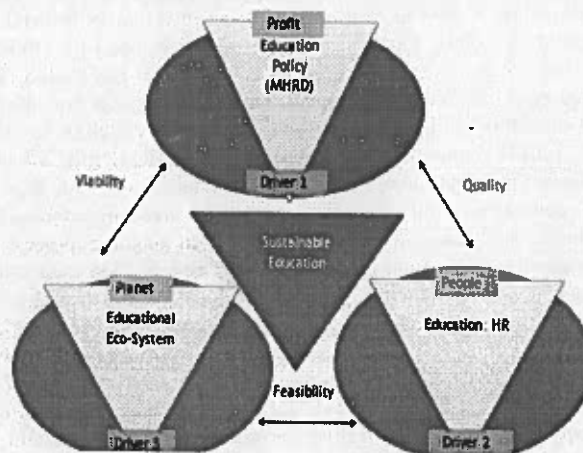 Profit
Education
Policy
(MHRD)
Driver 1
Viability
Quality
Sustainable
Education
Planet
Educational
Eco-System
People
Education: HR
Feasibility
Driver 3
Driver 2